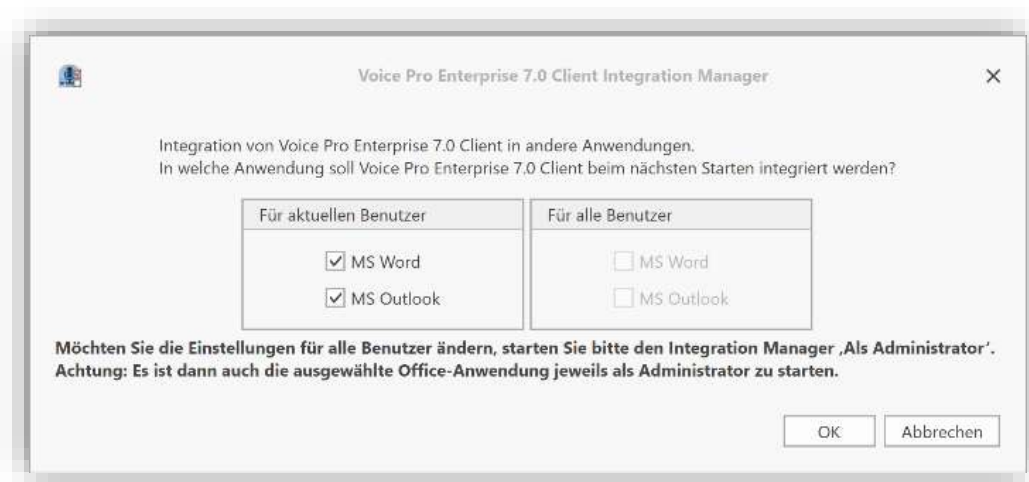 Voice Pro Enterprise 7.0 Client Integration Manager
Integration von Voice Pro Enterprise 7.0 Client in andere Anwendungen.
In welche Anwendung soll Voice Pro Enterprise 7.0 Client beim nächsten Starten integriert werden?
Für aktuellen Benutzer
MS Word
MS Outlook
Für alle Benutzer
MS Word
MS Outlook
Möchten Sie die Einstellungen für alle Benutzer ändern, starten Sie bitte den Integration Manager ‚Als Administrator‘.
Achtung: Es ist dann auch die ausgewählte Office-Anwendung jeweils als Administrator zu starten.
OK
Abbrechen